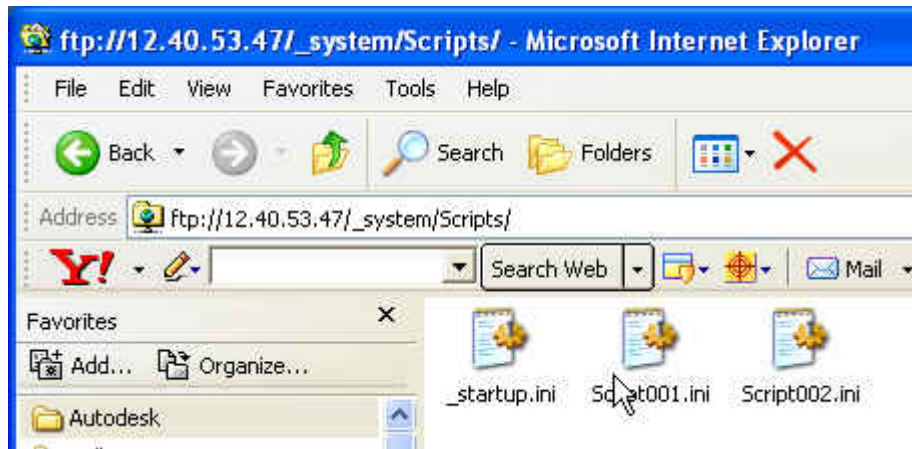 ftp://12.40.53.47/_system/Scripts/ - Microsoft Internet Explorer
File Edit View Favorites Tools Help
Back Search Folders
Address ftp://12.40.53.47/_system/Scripts/
Y! Search Web Mail
Favorites
Add... Organize...
_startup.ini Script001.ini Script002.ini
Autodesk